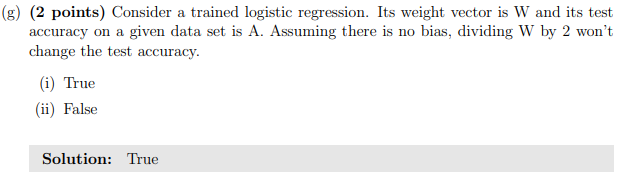 (g) (2 points) Consider a trained logistic regression. Its weight vector is W and its test
accuracy on a given data set is A. Assuming there is no bias, dividing W by 2 won't
change the test accuracy.
(i) True
(ii) False
Solution: True